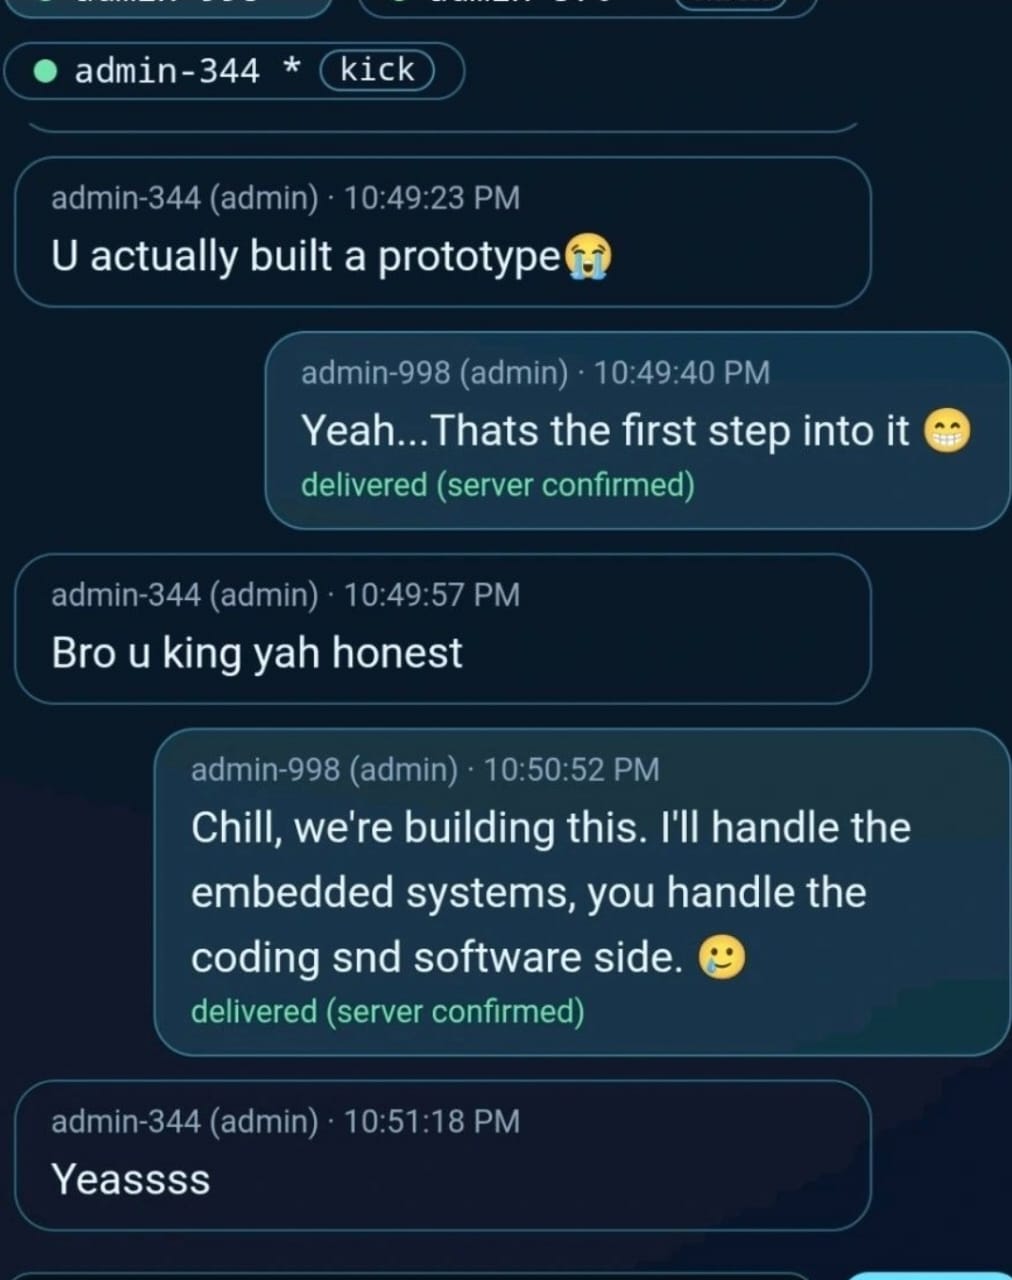 admin-344 * kick
admin-344 (admin) · 10:49:23 PM
U actually built a prototype😭
admin-998 (admin) · 10:49:40 PM
Yeah...Thats the first step into it 😁
delivered (server confirmed)
admin-344 (admin) · 10:49:57 PM
Bro u king yah honest
admin-998 (admin) · 10:50:52 PM
Chill, we're building this. I'll handle the
embedded systems, you handle the
coding snd software side. 🥲
delivered (server confirmed)
admin-344 (admin) · 10:51:18 PM
Yeassss